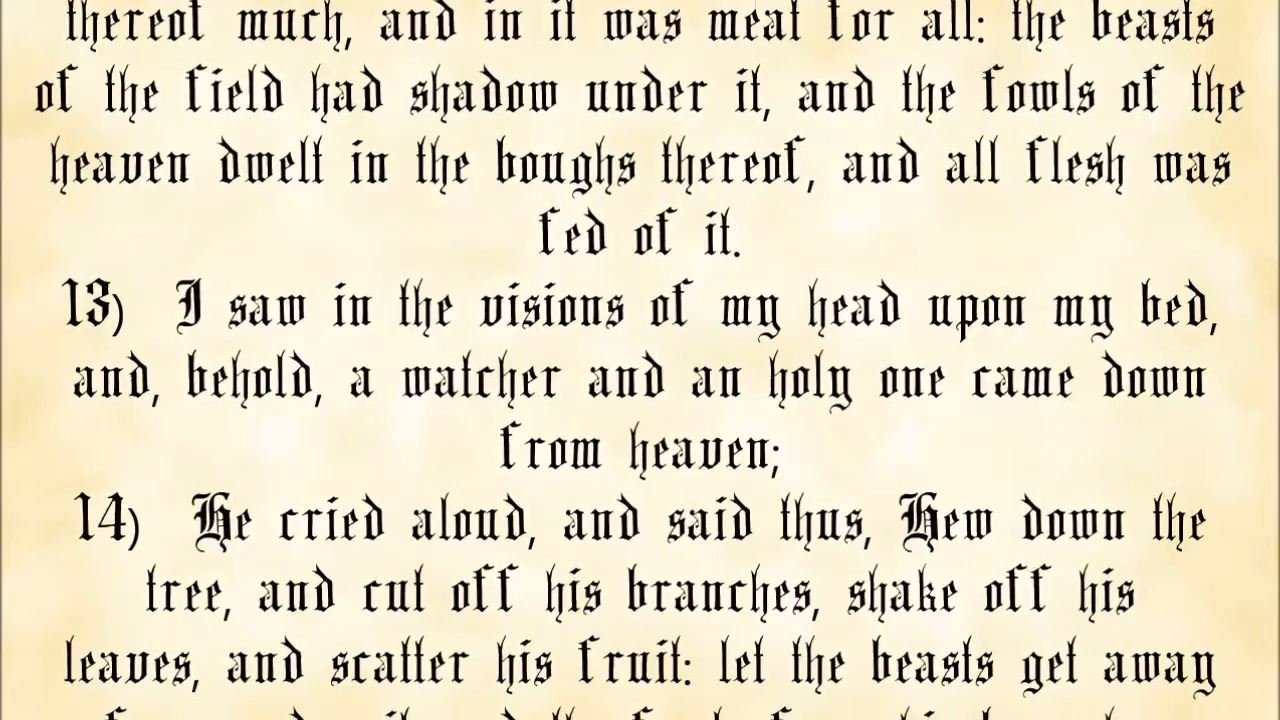 thereof much, and in it was meat for all: the beasts
of the field had shadow under it, and the fowls of the
heaven dwelt in the boughs thereof, and all flesh was
fed of it.
13) I saw in the visions of my head upon my bed,
and, behold, a watcher and an holy one came down
from heaven;
14) He cried aloud, and said thus, Hew down the
tree, and cut off his branches, shake off his
leaves, and scatter his fruit: let the beasts get away